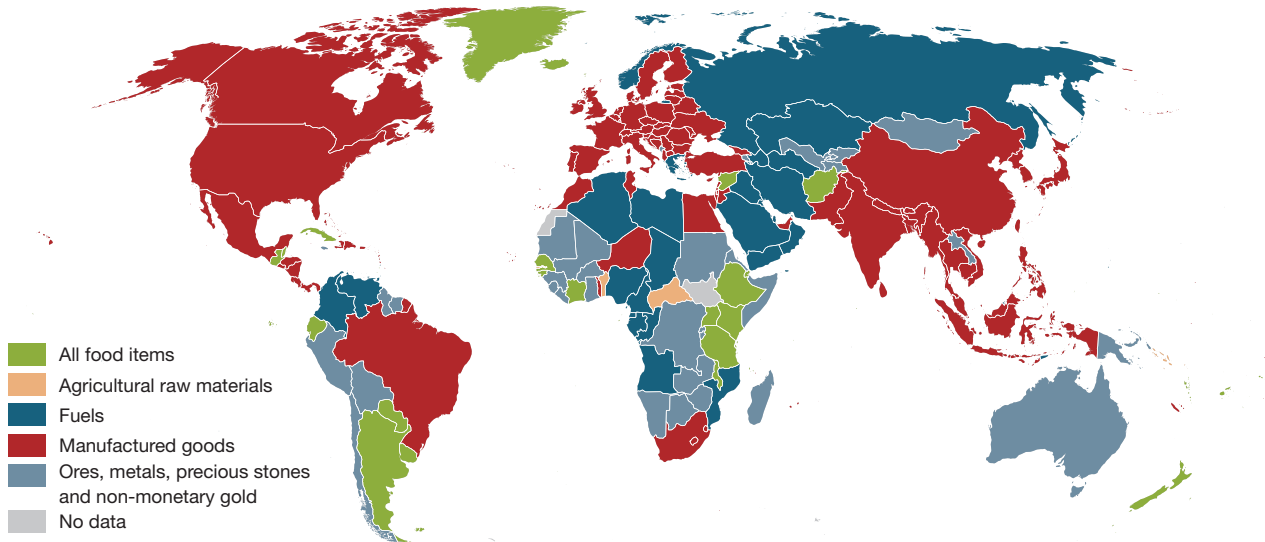 All food items
Agricultural raw materials
Fuels
Manufactured goods
Ores, metals, precious stones
and non-monetary gold
No data